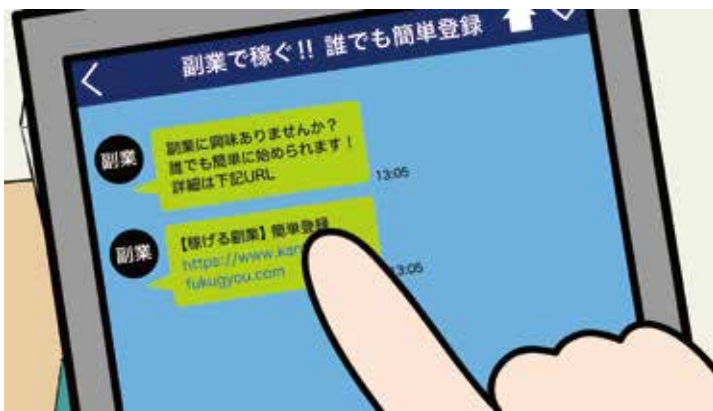 副業で稼ぐ!! 誰でも簡単登録
副業
副業に興味ありませんか?
誰でも簡単に始められます!
詳細は下記URL
13:05
副業
【稼げる副業】簡単登録
https://www.kan
fukugyou.com
13:05